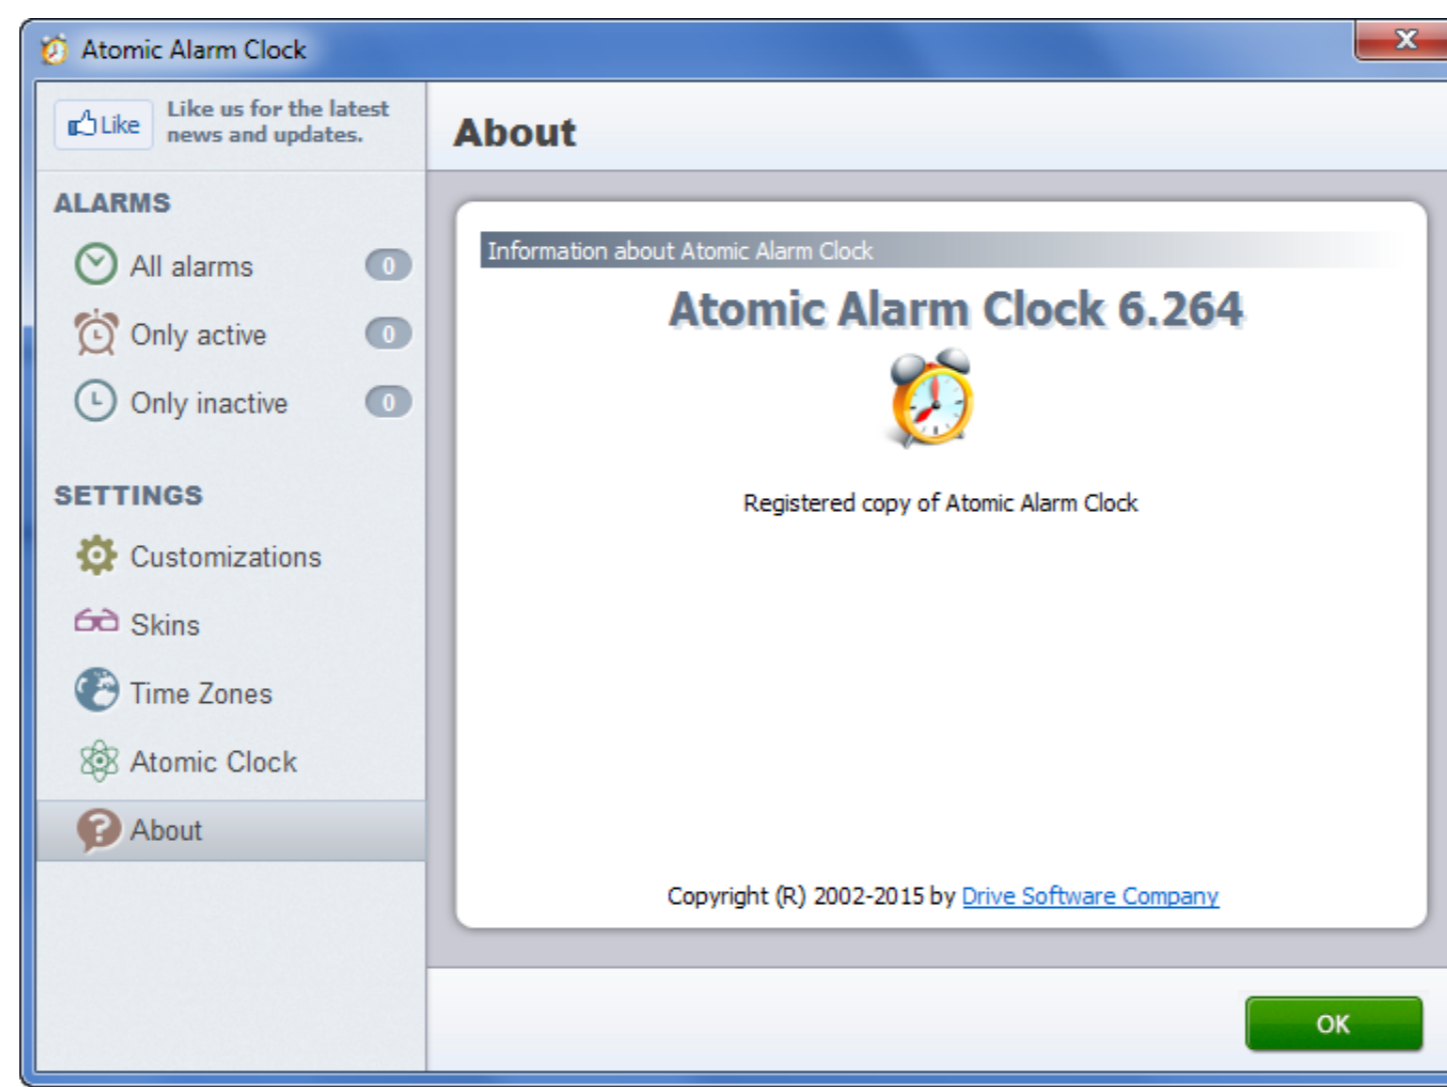 Atomic Alarm Clock
X
Like
Like us for the latest
news and updates.
ALARMS
All alarms 0
Only active 0
Only inactive 0
SETTINGS
Customizations
Skins
Time Zones
Atomic Clock
About
About
Information about Atomic Alarm Clock
Atomic Alarm Clock 6.264
Registered copy of Atomic Alarm Clock
Copyright (R) 2002-2015 by Drive Software Company
OK